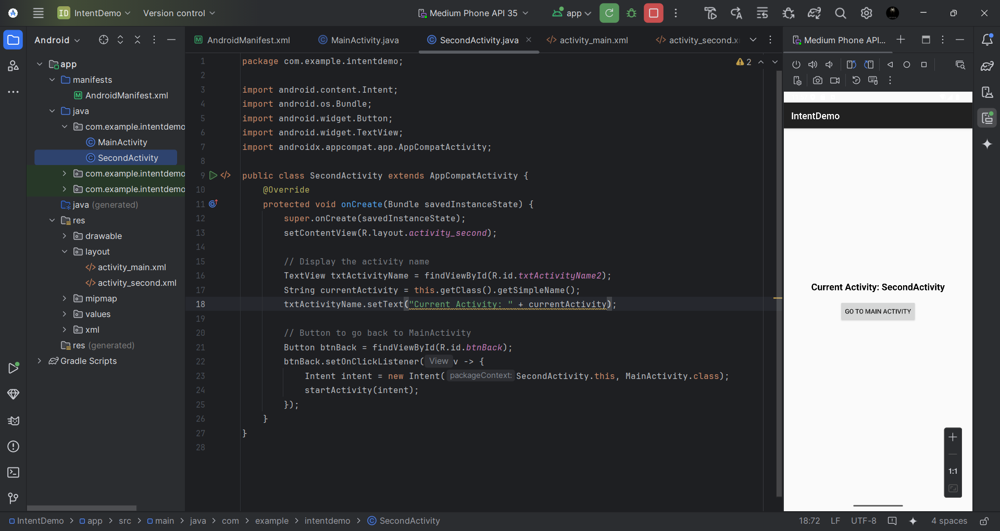 ID IntentDemo Version control Medium Phone API 35 app
Android
app
manifests
AndroidManifest.xml
java
com.example.intentdemo
MainActivity
SecondActivity
com.example.intentdemo
com.example.intentdemo
java (generated)
res
drawable
layout
activity_main.xml
activity_second.xml
mipmap
values
xml
res (generated)
Gradle Scripts
AndroidManifest.xml MainActivity.java SecondActivity.java activity_main.xml activity_second.x
2
1 package com.example.intentdemo;
2
3 import android.content.Intent;
4 import android.os.Bundle;
5 import android.widget.Button;
6 import android.widget.TextView;
7 import androidx.appcompat.app.AppCompatActivity;
8
9 public class SecondActivity extends AppCompatActivity {
10 @Override
11 protected void onCreate(Bundle savedInstanceState) {
12 super.onCreate(savedInstanceState);
13 setContentView(R.layout.activity_second);
14
15 // Display the activity name
16 TextView txtActivityName = findViewById(R.id.txtActivityName2);
17 String currentActivity = this.getClass().getSimpleName();
18 txtActivityName.setText("Current Activity: " + currentActivity);
19
20 // Button to go back to MainActivity
21 Button btnBack = findViewById(R.id.btnBack);
22 btnBack.setOnClickListener( View v -> {
23 Intent intent = new Intent( packageContext: SecondActivity.this, MainActivity.class);
24 startActivity(intent);
25 });
26 }
27 }
28
Medium Phone API...
IntentDemo
Current Activity: SecondActivity
GO TO MAIN ACTIVITY
1:1
IntentDemo > app > src > main > java > com > example > intentdemo > SecondActivity
18:72 LF UTF-8 4 spaces